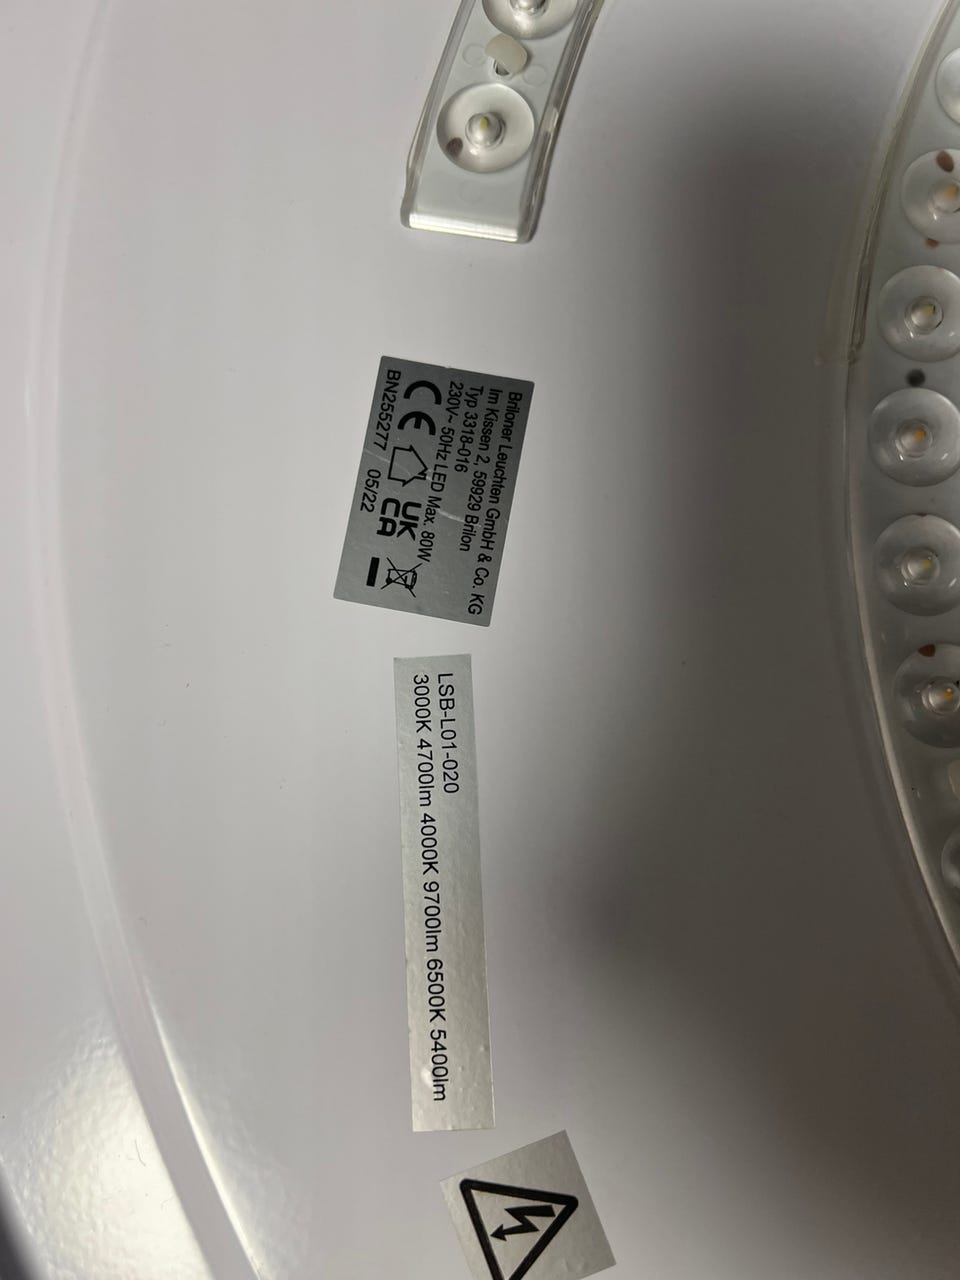 Briloner Leuchten GmbH & Co. KG
Im Kissen 2, 59929 Brilon
Typ 3318-016
230V~ 50Hz LED Max. 80W
CE UK CA
BN255277 05/22
LSB-L01-020
3000K 4700lm 4000K 9700lm 6500K 5400lm